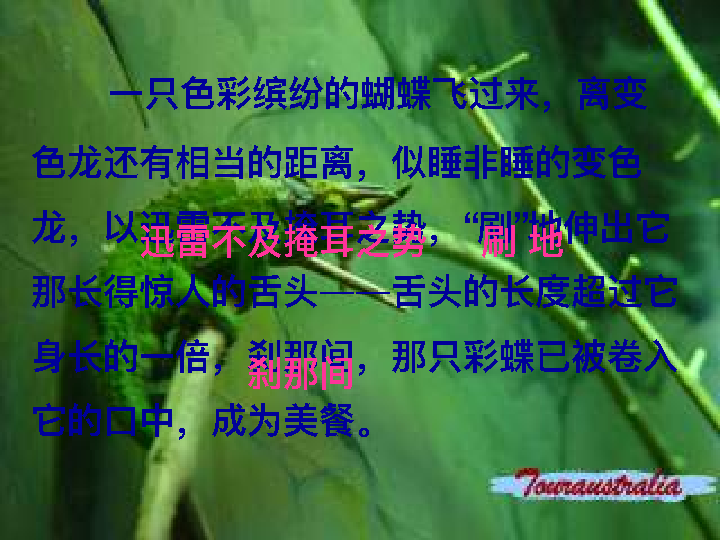 一只色彩缤纷的蝴蝶飞过来，离变
色龙还有相当的距离，似睡非睡的变色
龙，以迅雷不及掩耳之势，“刷”地伸出它
迅雷不及掩耳之势 刷 地
那长得惊人的舌头——舌头的长度超过它
身长的一倍，刹那间，那只彩蝶已被卷入
刹那间
它的口中，成为美餐。
Touraustralia